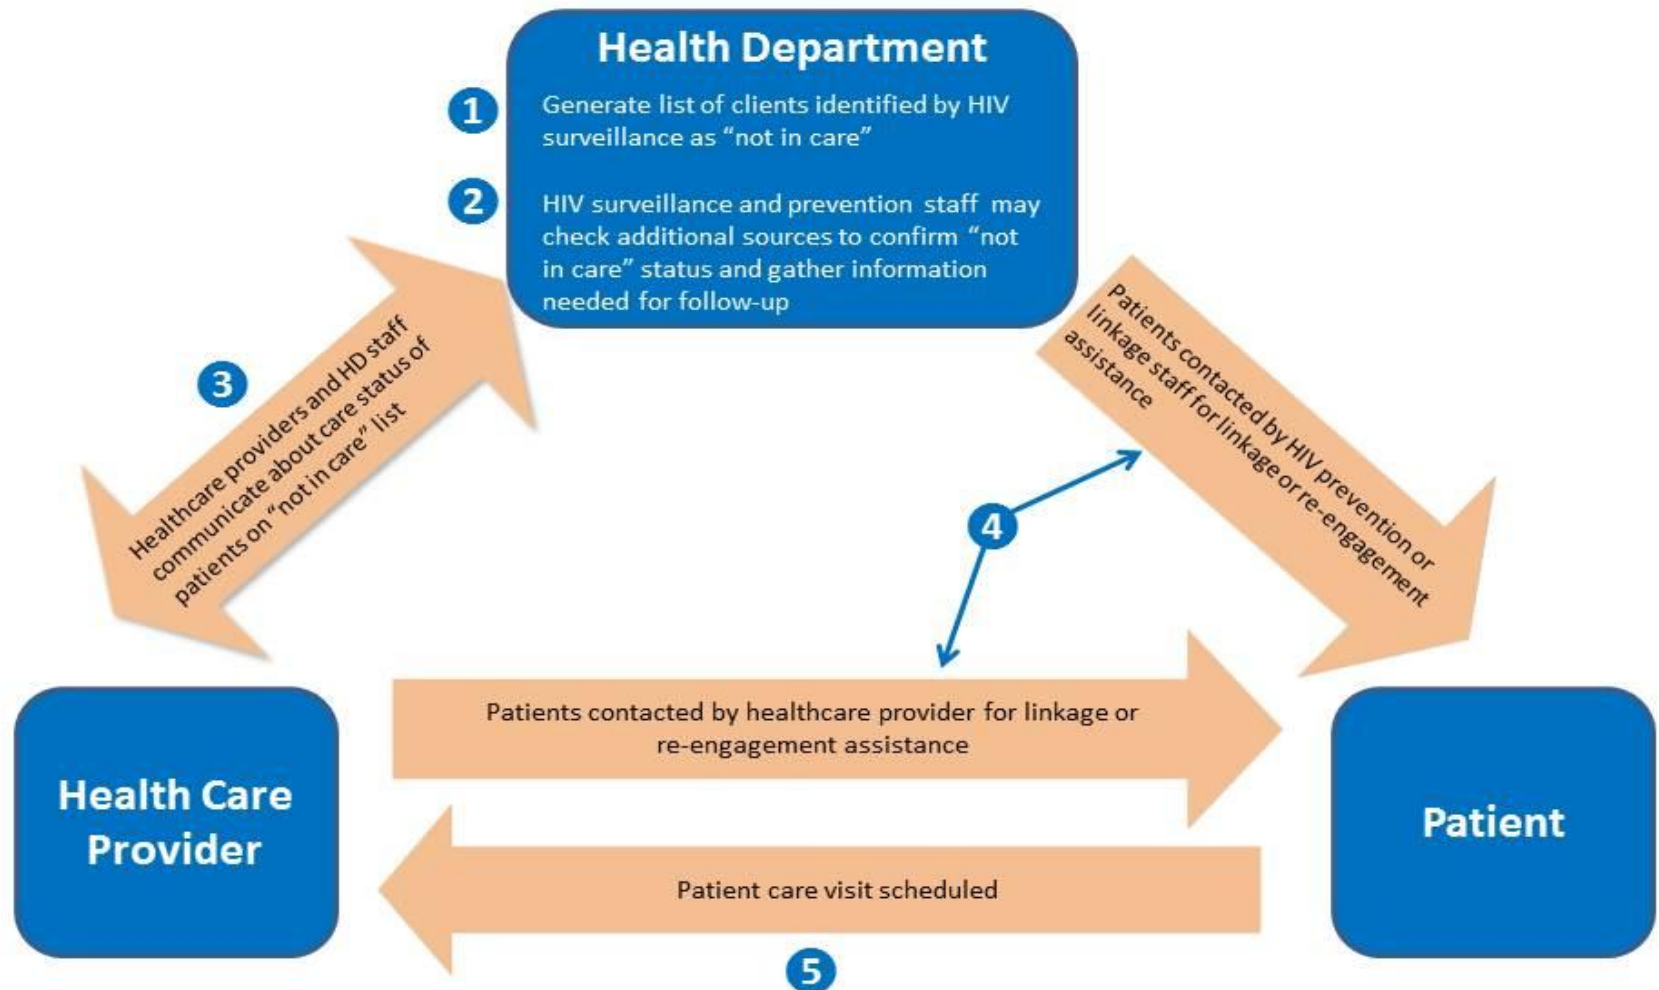 Health Department
1
Generate list of clients identified by HIV
surveillance as “not in care”
2
HIV surveillance and prevention staff may
check additional sources to confirm “not
in care” status and gather information
needed for follow-up
3
Healthcare providers and HD staff
communicate about care status of
patients on “not in care” list
Patients contacted by HIV prevention or
linkage staff for linkage or re-engagement
assistance
4
Patients contacted by healthcare provider for linkage or
re-engagement assistance
Health Care
Provider
Patient
Patient care visit scheduled
5